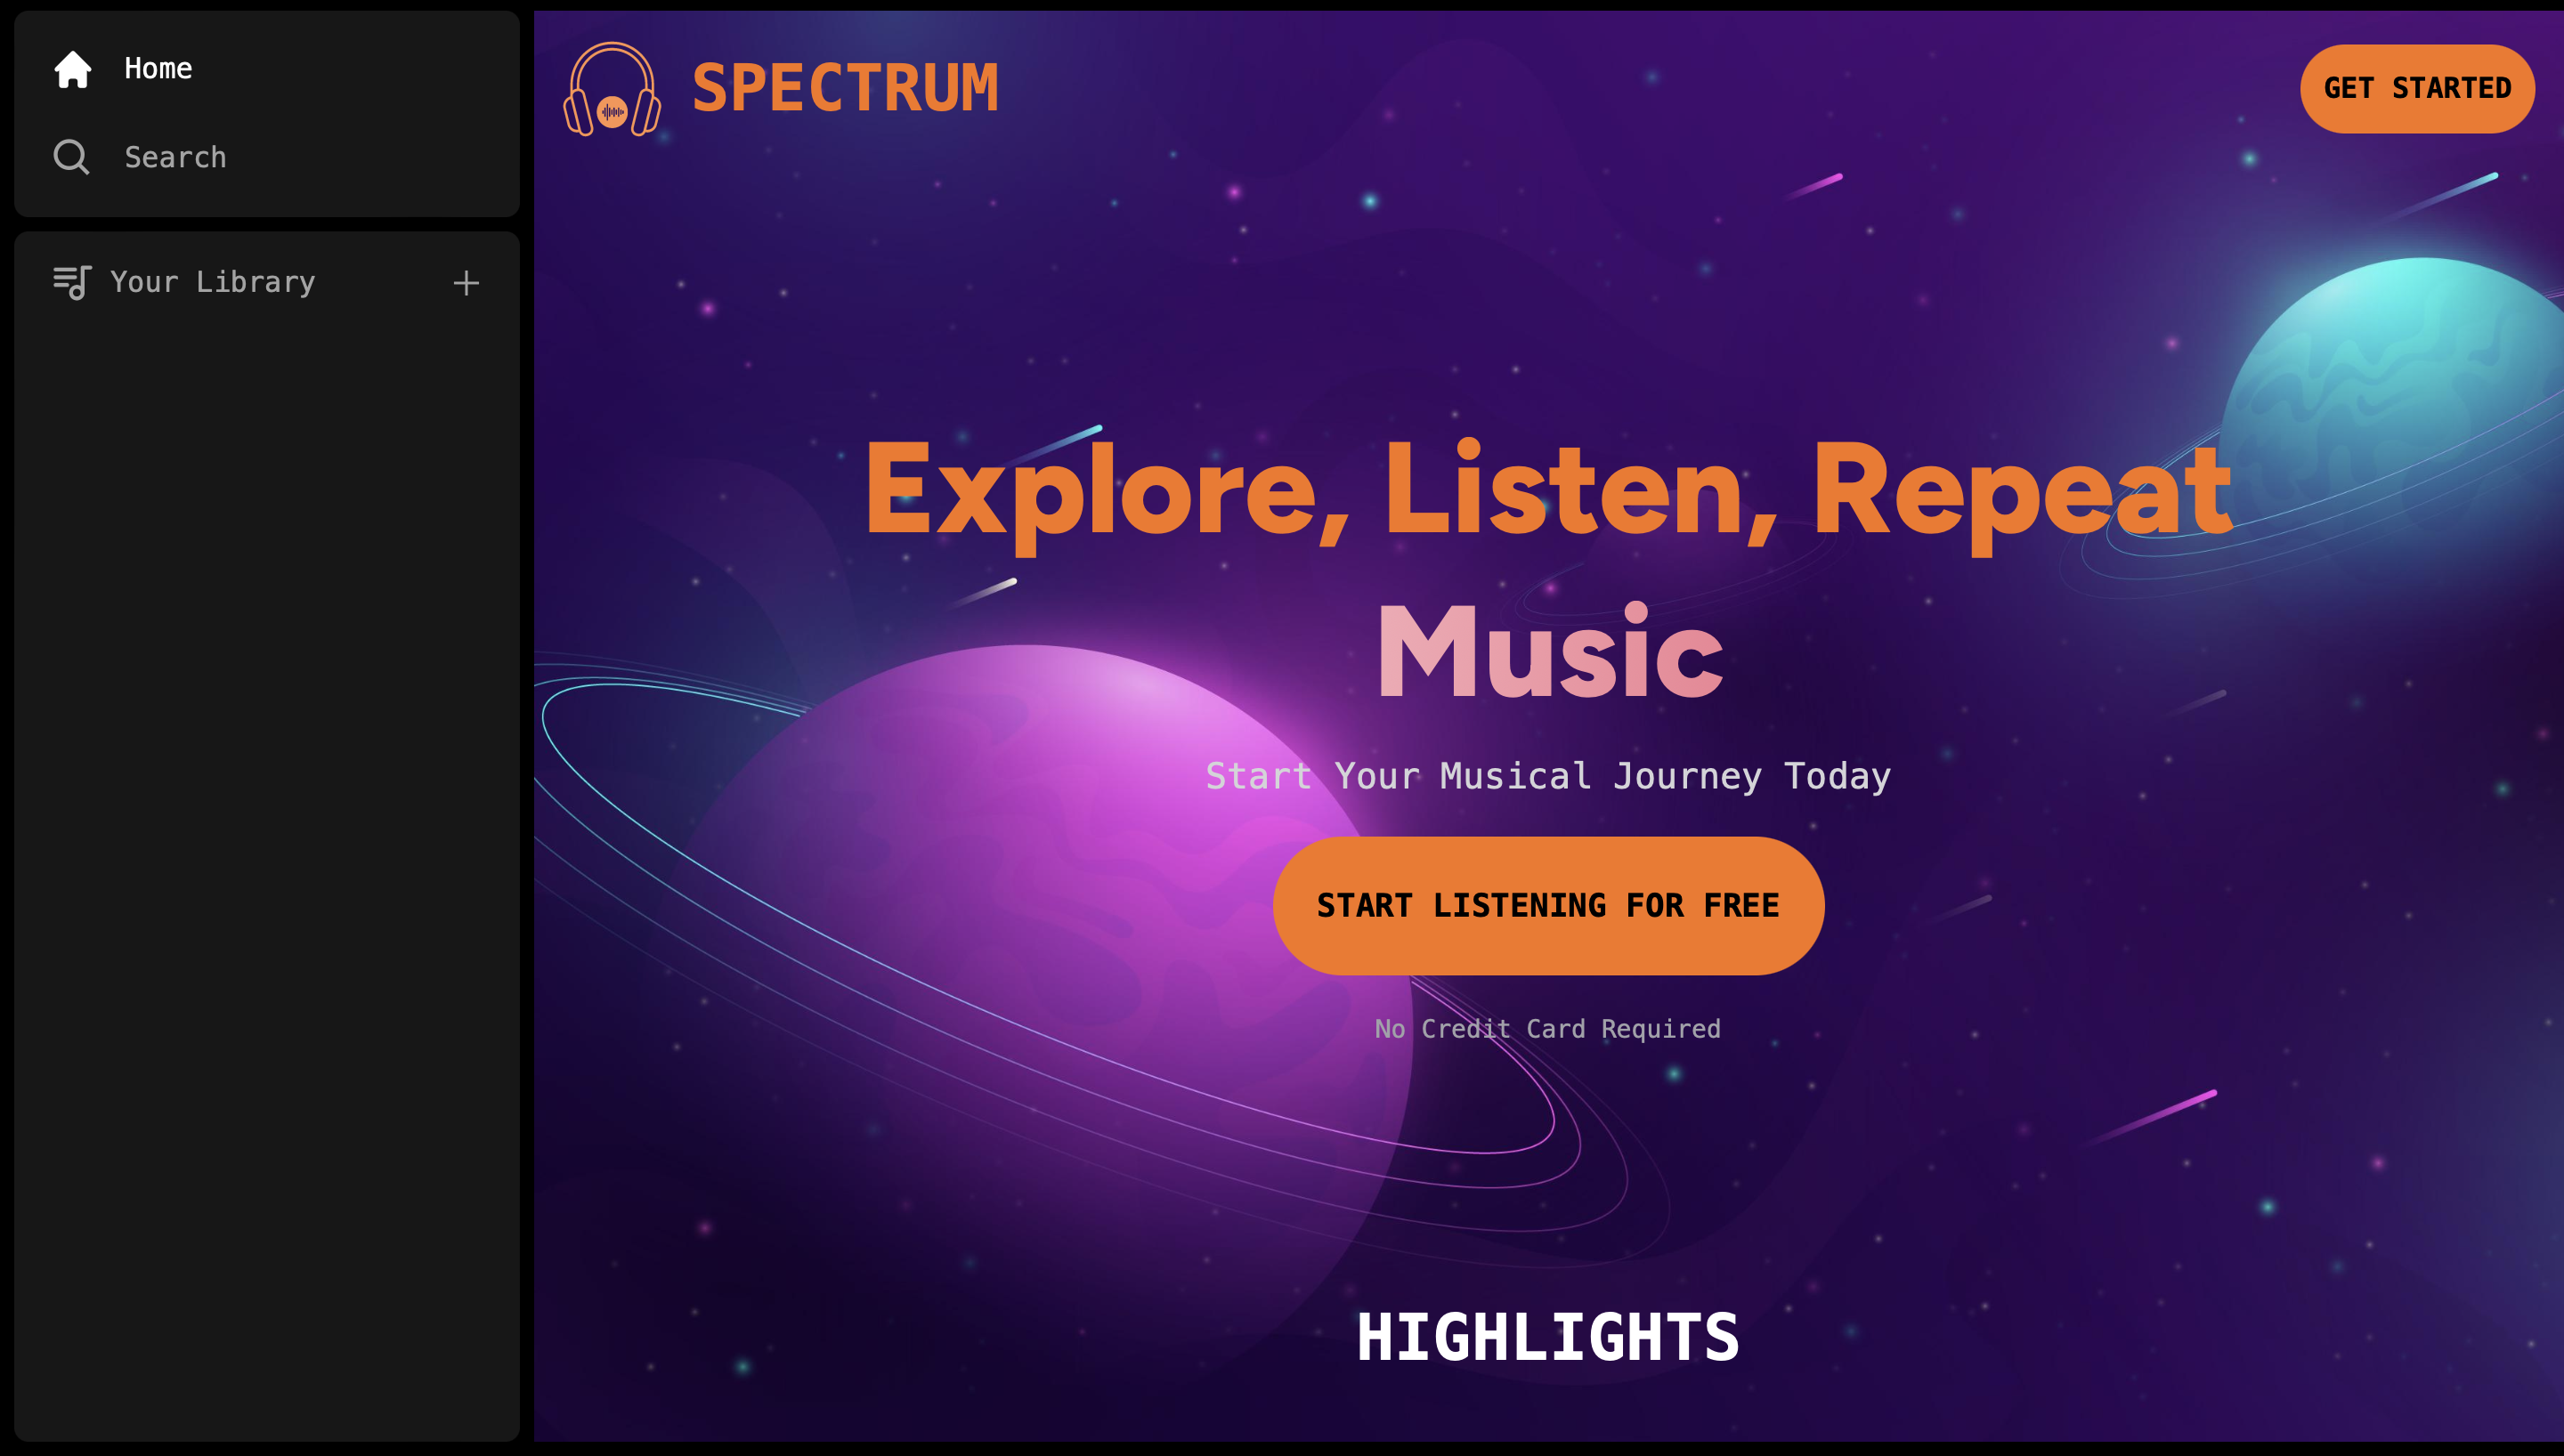 Home
Search
Your Library
SPECTRUM
GET STARTED
Explore, Listen, Repeat
Music
Start Your Musical Journey Today
START LISTENING FOR FREE
No Credit Card Required
HIGHLIGHTS